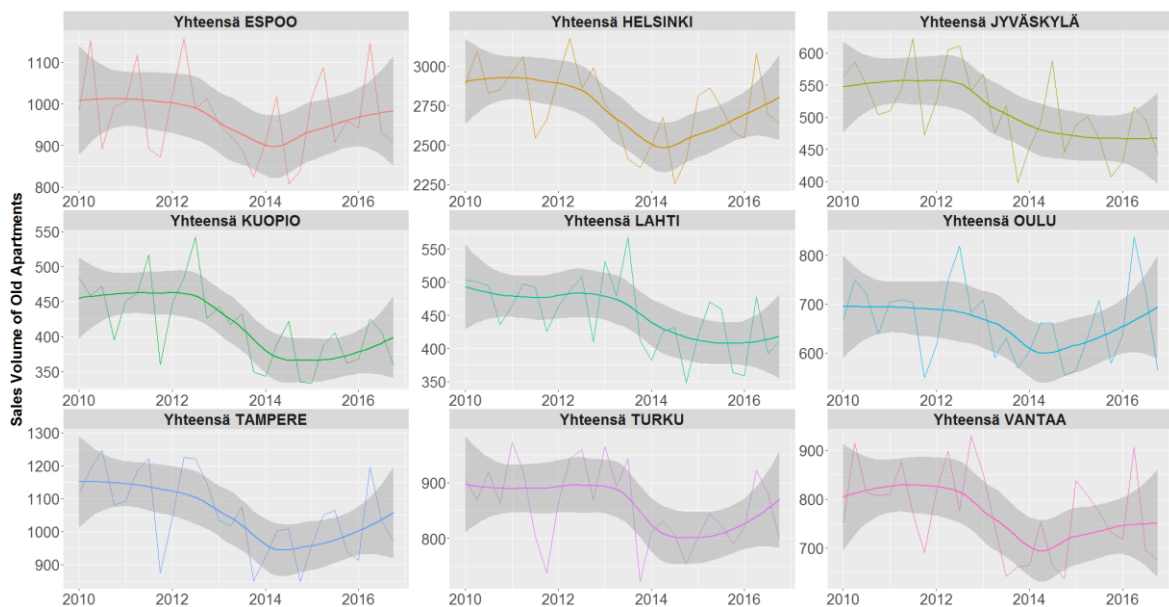 Sales Volume of Old Apartments
Yhteensä ESPOO
1100
1000
900
800
2010 2012 2014 2016
Yhteensä HELSINKI
3000
2750
2500
2250
2010 2012 2014 2016
Yhteensä JYVÄSKYLÄ
600
550
500
450
400
2010 2012 2014 2016
Yhteensä KUOPIO
550
500
450
400
350
2010 2012 2014 2016
Yhteensä LAHTI
550
500
450
400
350
2010 2012 2014 2016
Yhteensä OULU
800
700
600
2010 2012 2014 2016
Yhteensä TAMPERE
1300
1200
1100
1000
900
2010 2012 2014 2016
Yhteensä TURKU
900
800
2010 2012 2014 2016
Yhteensä VANTAA
900
800
700
2010 2012 2014 2016